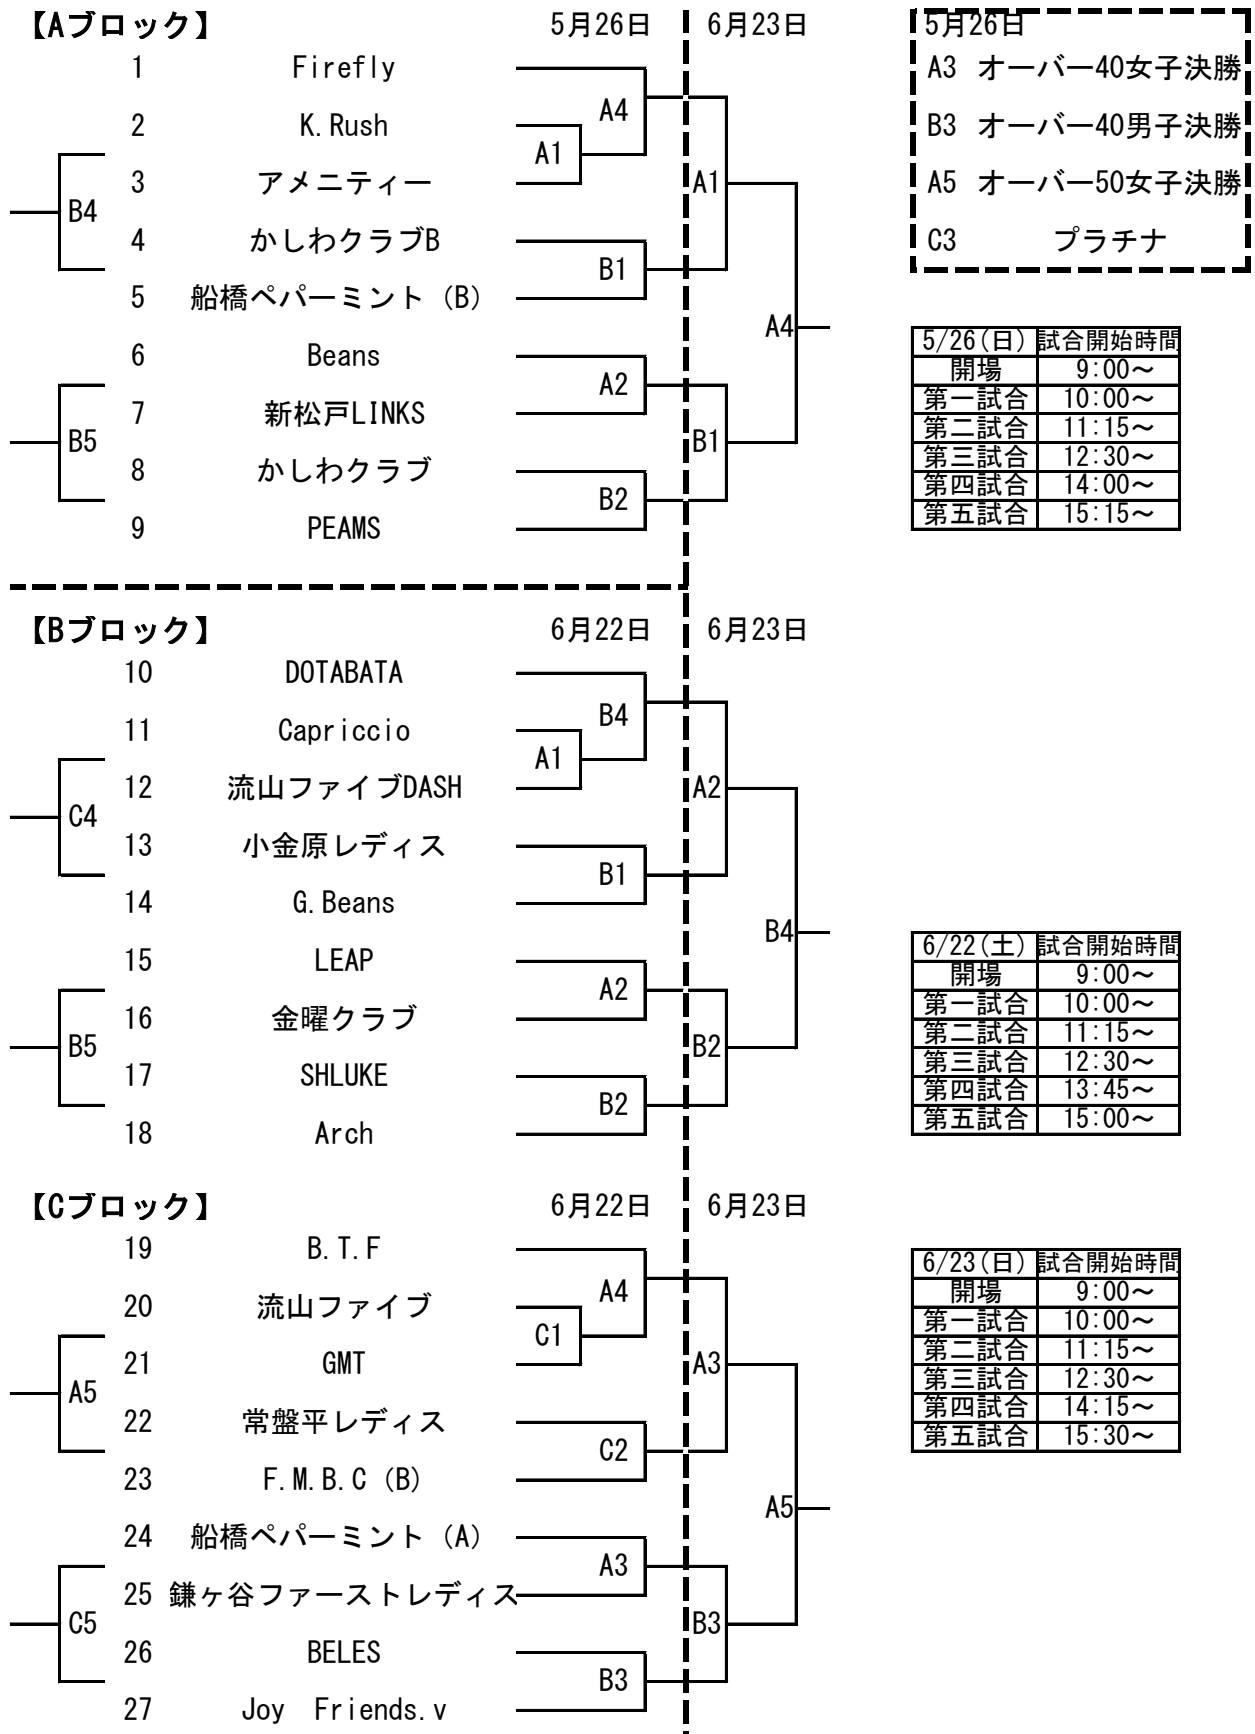 【Aブロック】 5月26日 6月23日
5月26日
1 Firefly
A3 オーバー40女子決勝
A4
2 K.Rush
B3 オーバー40男子決勝
A1
3 アメニティー
A1
A5 オーバー50女子決勝
B4
4 かしわクラブB
C3 プラチナ
B1
5 船橋ペパーミント（B）
A4
5/26(日) 試合開始時間
開場 9:00～
第一試合 10:00～
第二試合 11:15～
第三試合 12:30～
第四試合 14:00～
第五試合 15:15～
6 Beans
A2
7 新松戸LINKS
B5
B1
8 かしわクラブ
B2
9 PEAMS
【Bブロック】 6月22日 6月23日
10 DOTABATA
B4
11 Capriccio
A1
12 流山ファイブDASH
A2
C4
13 小金原レディス
B1
14 G.Beans
B4
6/22(土) 試合開始時間
開場 9:00～
第一試合 10:00～
第二試合 11:15～
第三試合 12:30～
第四試合 13:45～
第五試合 15:00～
15 LEAP
A2
16 金曜クラブ
B5
B2
17 SHLUKE
B2
18 Arch
【Cブロック】 6月22日 6月23日
19 B.T.F
A4
20 流山ファイブ
C1
21 GMT
A3
A5
22 常盤平レディス
C2
23 F.M.B.C（B）
6/23(日) 試合開始時間
開場 9:00～
第一試合 10:00～
第二試合 11:15～
第三試合 12:30～
第四試合 14:15～
第五試合 15:30～
A5
24 船橋ペパーミント（A）
A3
25 鎌ヶ谷ファーストレディス
C5
B3
26 BELES
B3
27 Joy Friends.v